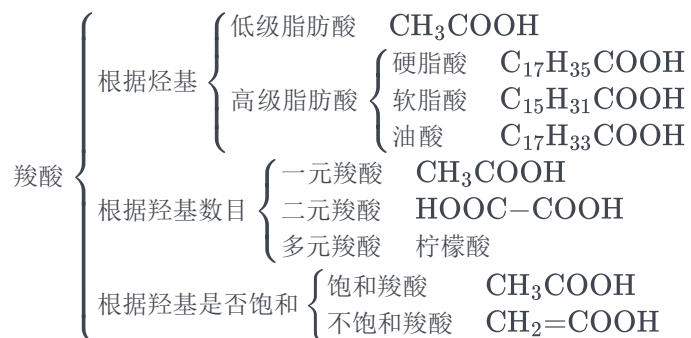 低级脂肪酸 CH₃COOH
硬脂酸 C₁₇H₃₅COOH
根据烃基
高级脂肪酸 软脂酸 C₁₅H₃₁COOH
油酸 C₁₇H₃₃COOH
羧酸
一元羧酸 CH₃COOH
根据羟基数目 二元羧酸 HOOC−COOH
多元羧酸 柠檬酸
饱和羧酸 CH₃COOH
根据羟基是否饱和
不饱和羧酸 CH₂=COOH